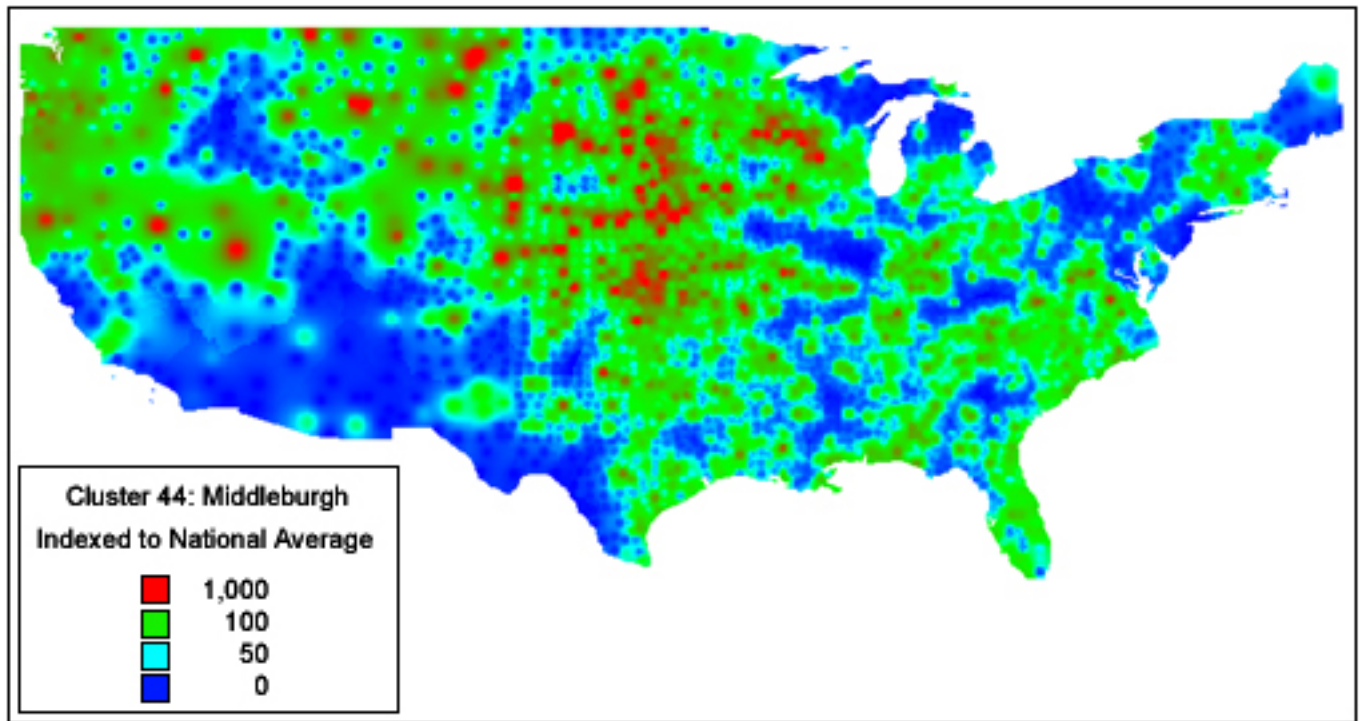 Cluster 44: Middleburgh
Indexed to National Average
1,000
100
50
0